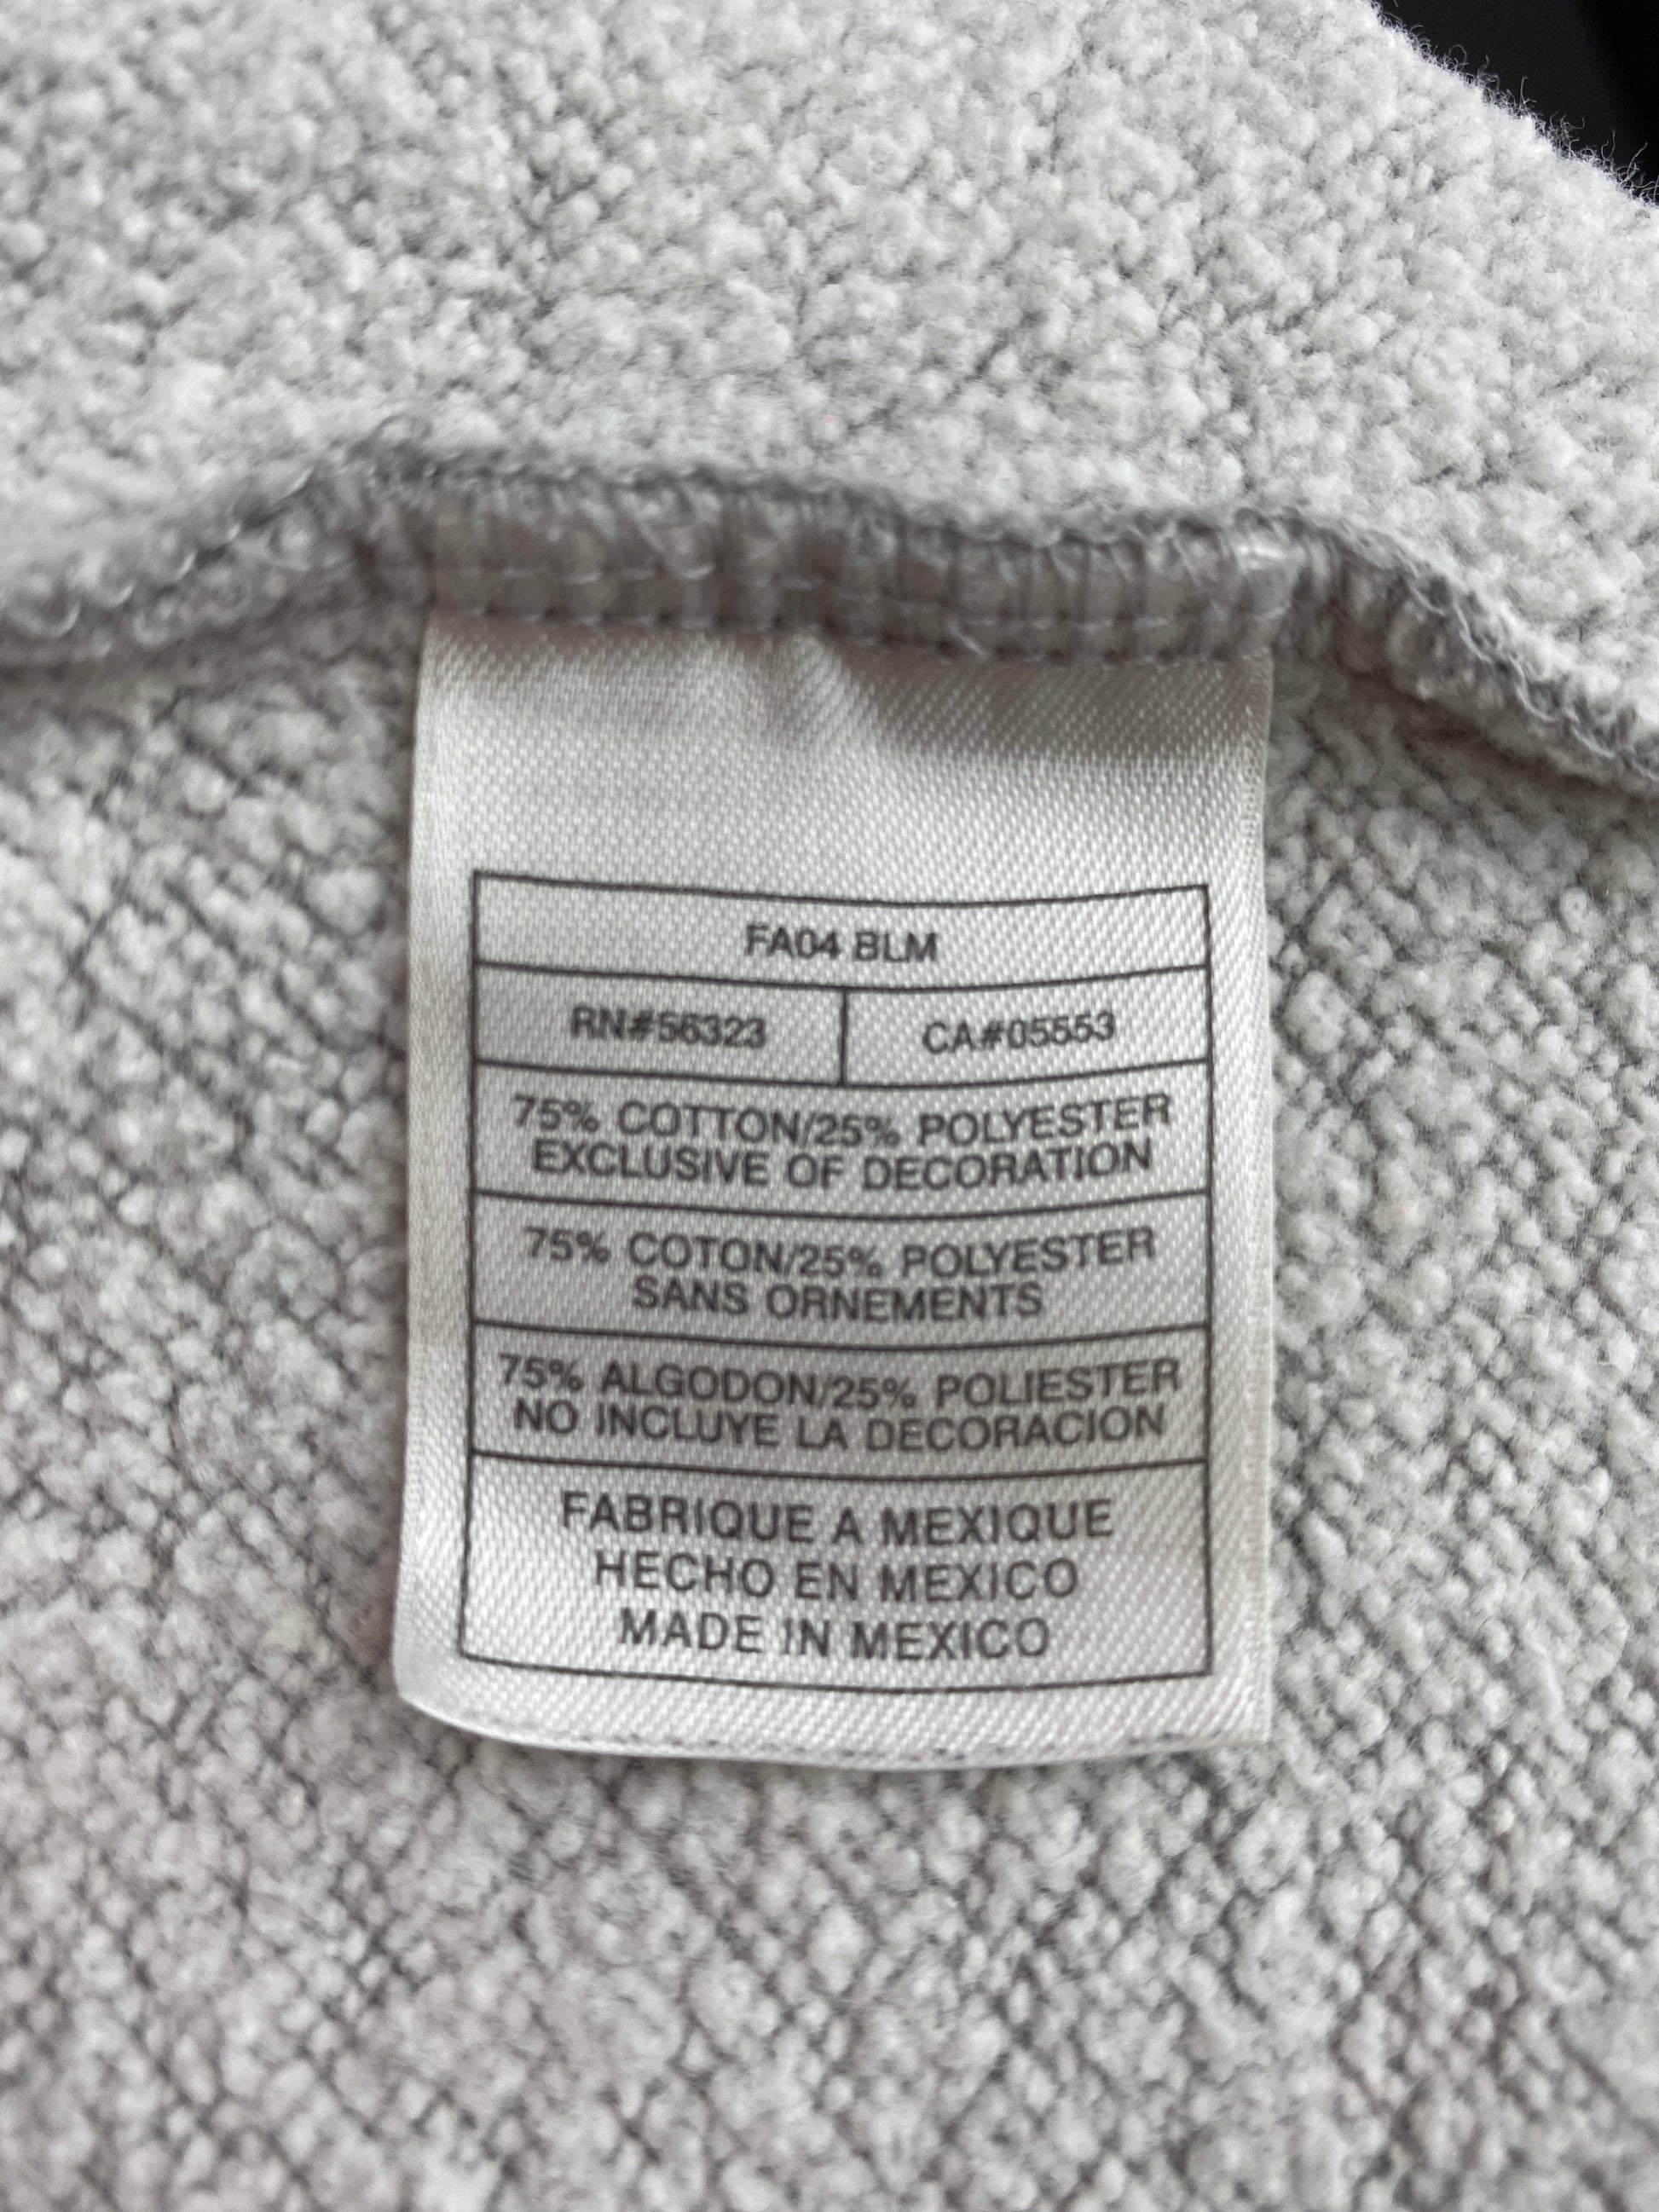 FA04 BLM
RN#56323
CA#05553
75% COTTON/25% POLYESTER
EXCLUSIVE OF DECORATION
75% COTON/25% POLYESTER
SANS ORNEMENTS
75% ALGODON/25% POLIESTER
NO INCLUYE LA DECORACION
FABRIQUE A MEXIQUE
HECHO EN MEXICO
MADE IN MEXICO